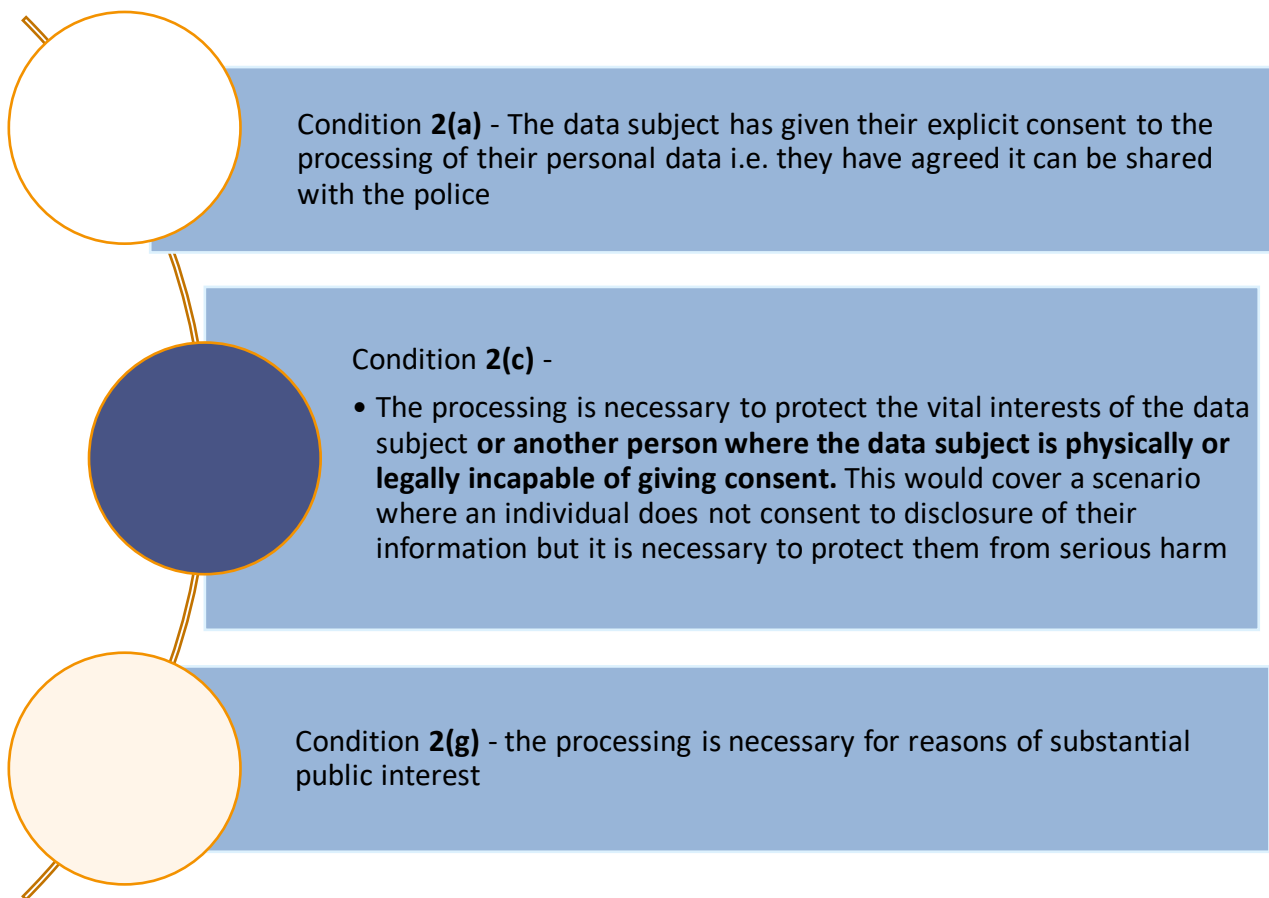 Condition 2(a) - The data subject has given their explicit consent to the
processing of their personal data i.e. they have agreed it can be shared
with the police
Condition 2(c) -
• The processing is necessary to protect the vital interests of the data
subject or another person where the data subject is physically or
legally incapable of giving consent. This would cover a scenario
where an individual does not consent to disclosure of their
information but it is necessary to protect them from serious harm
Condition 2(g) - the processing is necessary for reasons of substantial
public interest